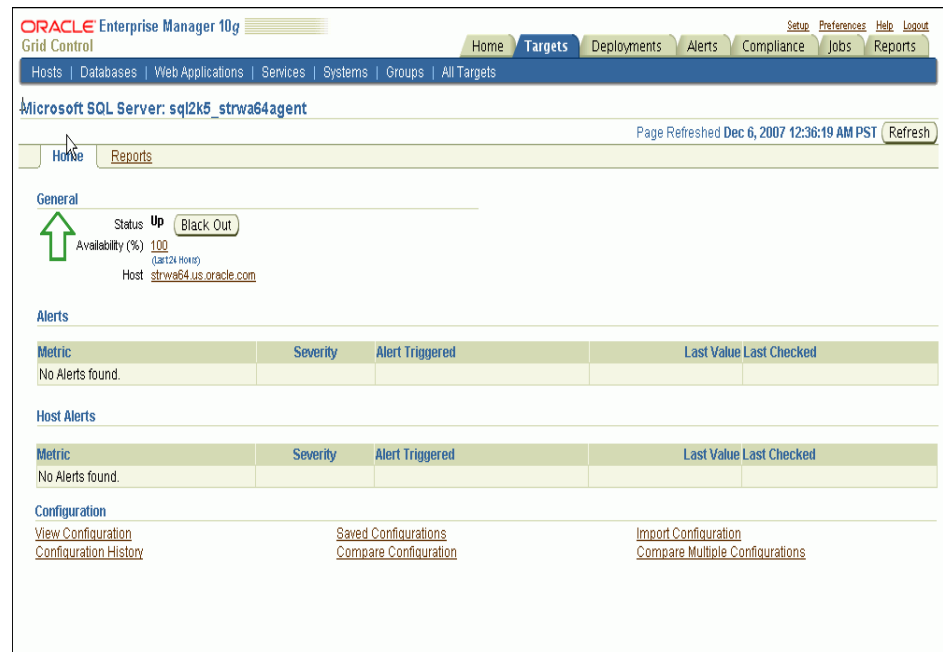 ORACLE Enterprise Manager 10g
Grid Control
Setup Preferences Help Logout
Home Targets Deployments Alerts Compliance Jobs Reports
Hosts | Databases | Web Applications | Services | Systems | Groups | All Targets
Microsoft SQL Server: sql2k5_strwa64agent
Page Refreshed Dec 6, 2007 12:36:19 AM PST Refresh
Home Reports
General
Status Up Black Out
Availability (%) 100
(Last 24 Hours)
Host strwa64.us.oracle.com
Alerts
Metric Severity Alert Triggered Last Value Last Checked
No Alerts found.
Host Alerts
Metric Severity Alert Triggered Last Value Last Checked
No Alerts found.
Configuration
View Configuration Saved Configurations Import Configuration
Configuration History Compare Configuration Compare Multiple Configurations